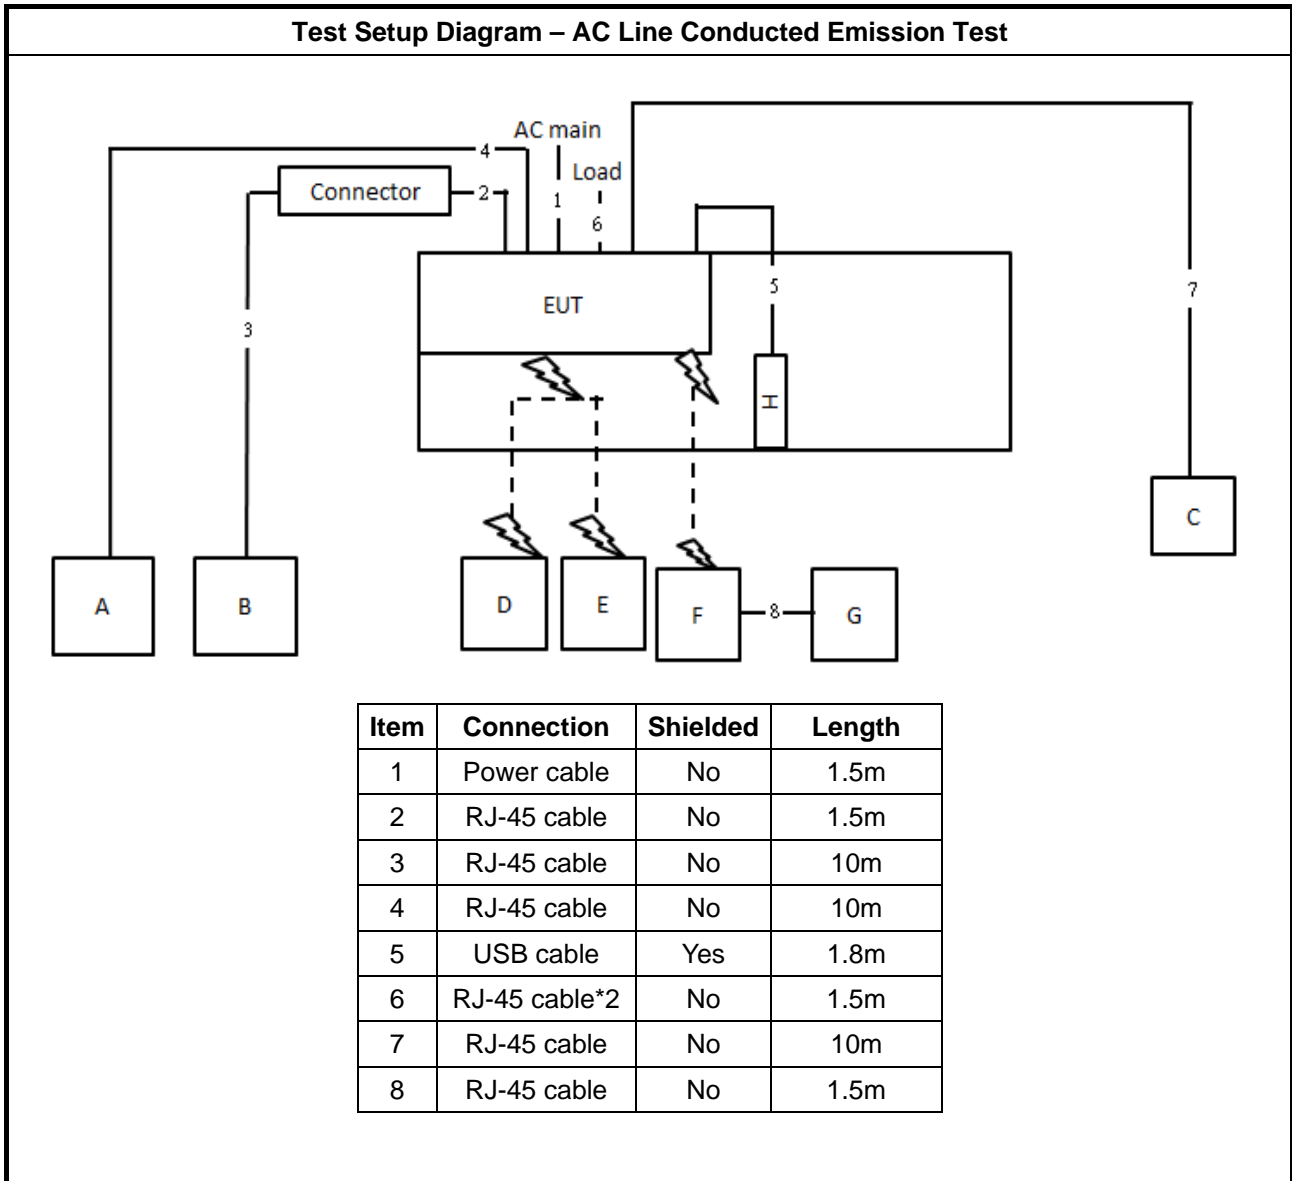 Test Setup Diagram – AC Line Conducted Emission Test
AC main
4
Load
Connector
2
1
6
5
7
EUT
3
H
C
A
B
D
E
F
8
G
Item Connection Shielded Length
1 Power cable No 1.5m
2 RJ-45 cable No 1.5m
3 RJ-45 cable No 10m
4 RJ-45 cable No 10m
5 USB cable Yes 1.8m
6 RJ-45 cable*2 No 1.5m
7 RJ-45 cable No 10m
8 RJ-45 cable No 1.5m